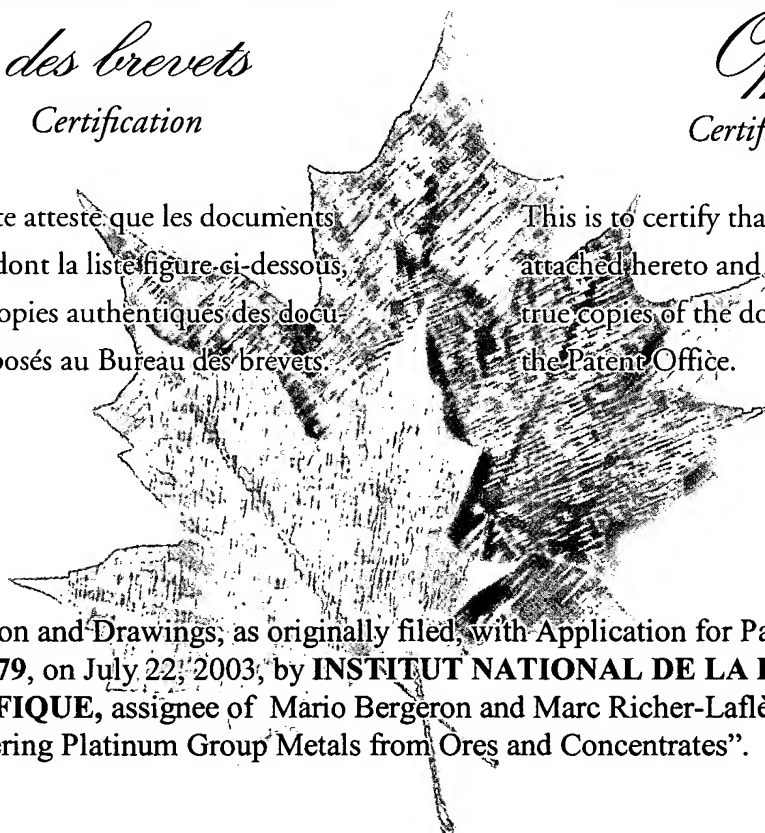 des brevets
Certification
te atteste que les documents
dont la liste figure ci-dessous,
opies authentiques des docu-
posés au Bureau des brevets.
Certif
This is to certify tha
attached hereto and
true copies of the do
the Patent Office.
on and Drawings, as originally filed, with Application for Pa
79, on July 22, 2003, by INSTITUT NATIONAL DE LA
FIQUE, assignee of Mario Bergeron and Marc Richer-Laflè
ering Platinum Group Metals from Ores and Concentrates”.